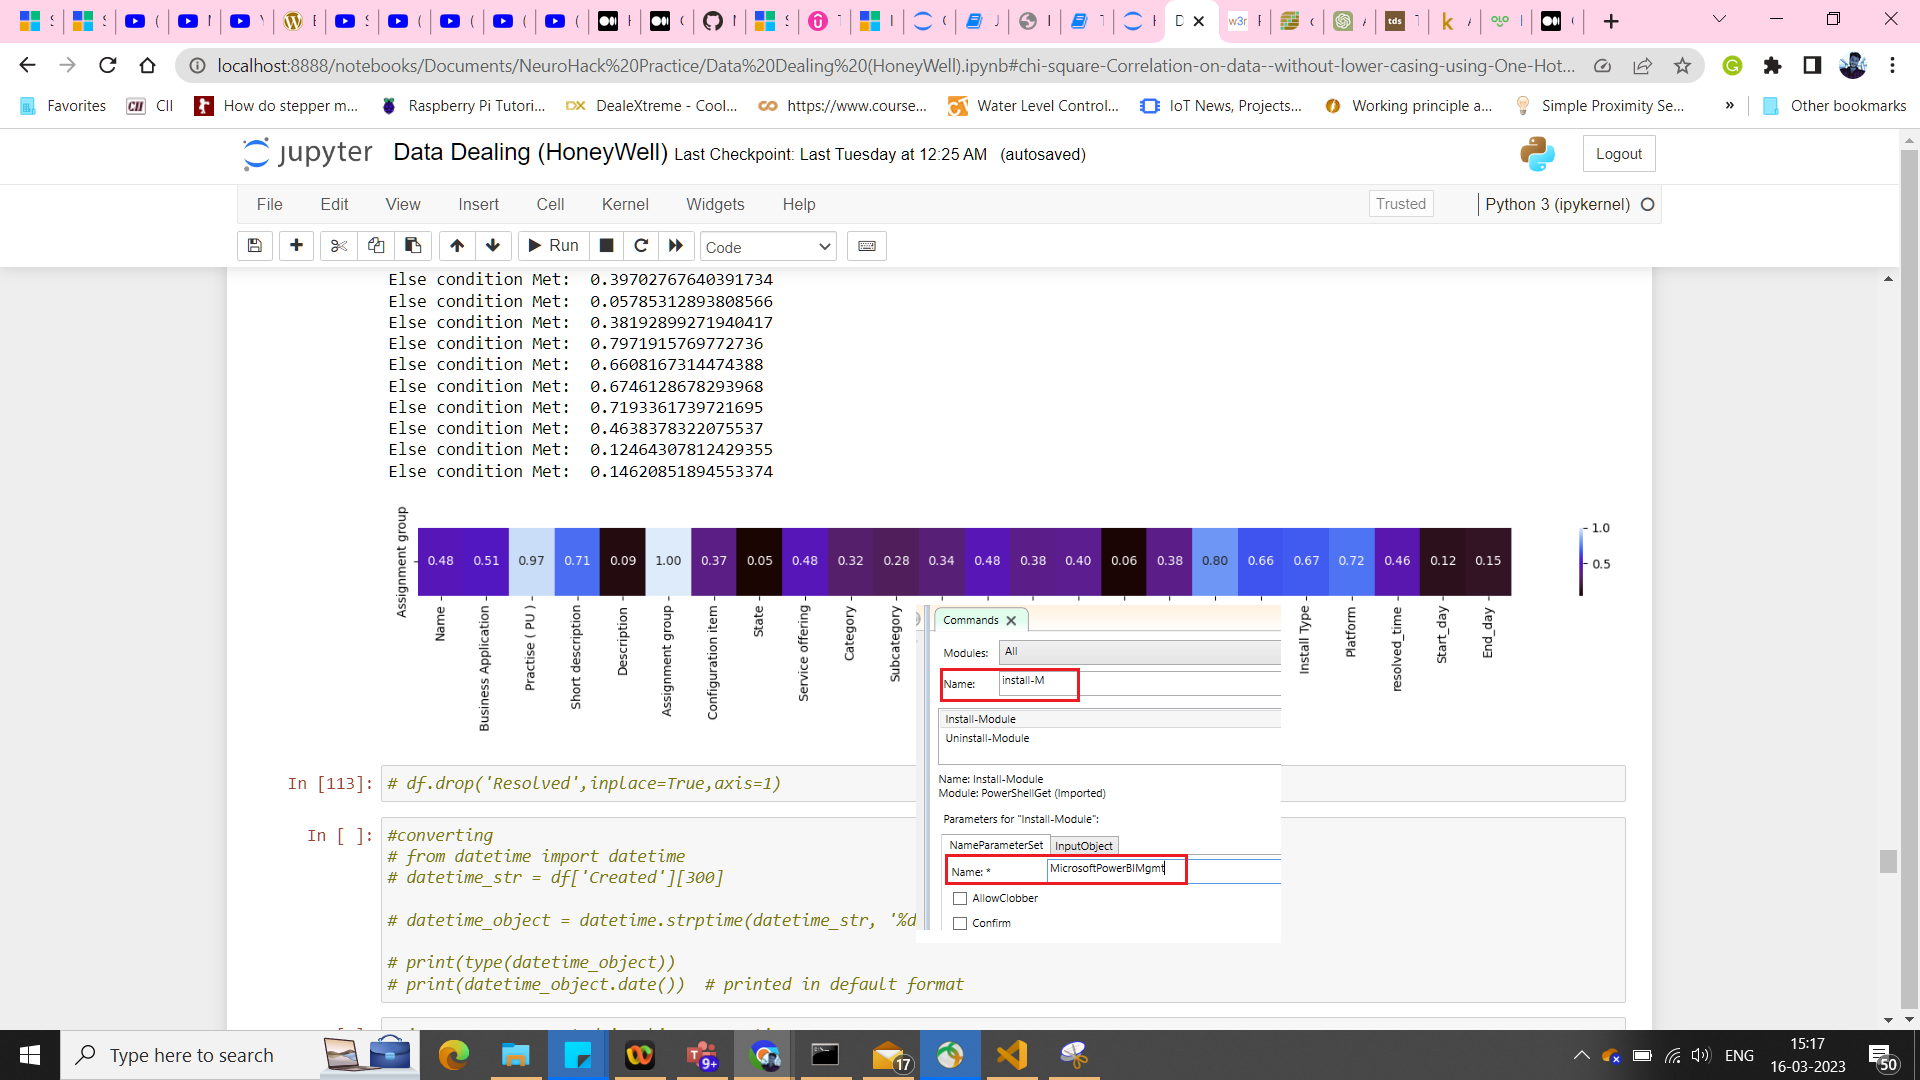 localhost:8888/notebooks/Documents/NeuroHack%20Practice/Data%20Dealing%20(HoneyWell).ipynb#chi-square-Correlation-on-data--without-lower-casing-using-One-Hot...
Favorites CII How do stepper m... Raspberry Pi Tutori... DX DealeXtreme - Cool... https://www.course... Water Level Control... IoT News, Projects... Working principle a... Simple Proximity Se... » Other bookmarks
jupyter Data Dealing (HoneyWell) Last Checkpoint: Last Tuesday at 12:25 AM (autosaved) Logout
File Edit View Insert Cell Kernel Widgets Help Trusted Python 3 (ipykernel)
Run Code
Else condition Met: 0.39702767640391734
Else condition Met: 0.05785312893808566
Else condition Met: 0.38192899271940417
Else condition Met: 0.7971915769772736
Else condition Met: 0.6608167314474388
Else condition Met: 0.6746128678293968
Else condition Met: 0.7193361739721695
Else condition Met: 0.4638378322075537
Else condition Met: 0.12464307812429355
Else condition Met: 0.14620851894553374
Assignment group
0.48 0.51 0.97 0.71 0.09 1.00 0.37 0.05 0.48 0.32 0.28 0.34 0.48 0.38 0.40 0.06 0.38 0.80 0.66 0.67 0.72 0.46 0.12 0.15
1.0
0.5
Name
Business Application
Practise ( PU )
Short description
Description
Assignment group
Configuration item
State
Service offering
Category
Subcategory
Install Type
Platform
resolved_time
Start_day
End_day
Commands
Modules: All
Name: install-M
Install-Module
Uninstall-Module
Name: Install-Module
Module: PowerShellGet (Imported)
Parameters for "Install-Module":
NameParameterSet InputObject
Name: * MicrosoftPowerBIMgmt
AllowClobber
Confirm
In [113]: # df.drop('Resolved',inplace=True,axis=1)
In [ ]: #converting
# from datetime import datetime
# datetime_str = df['Created'][300]
# datetime_object = datetime.strptime(datetime_str, '%d
# print(type(datetime_object))
# print(datetime_object.date()) # printed in default format
Type here to search
9+
17
ENG
15:17
16-03-2023
50